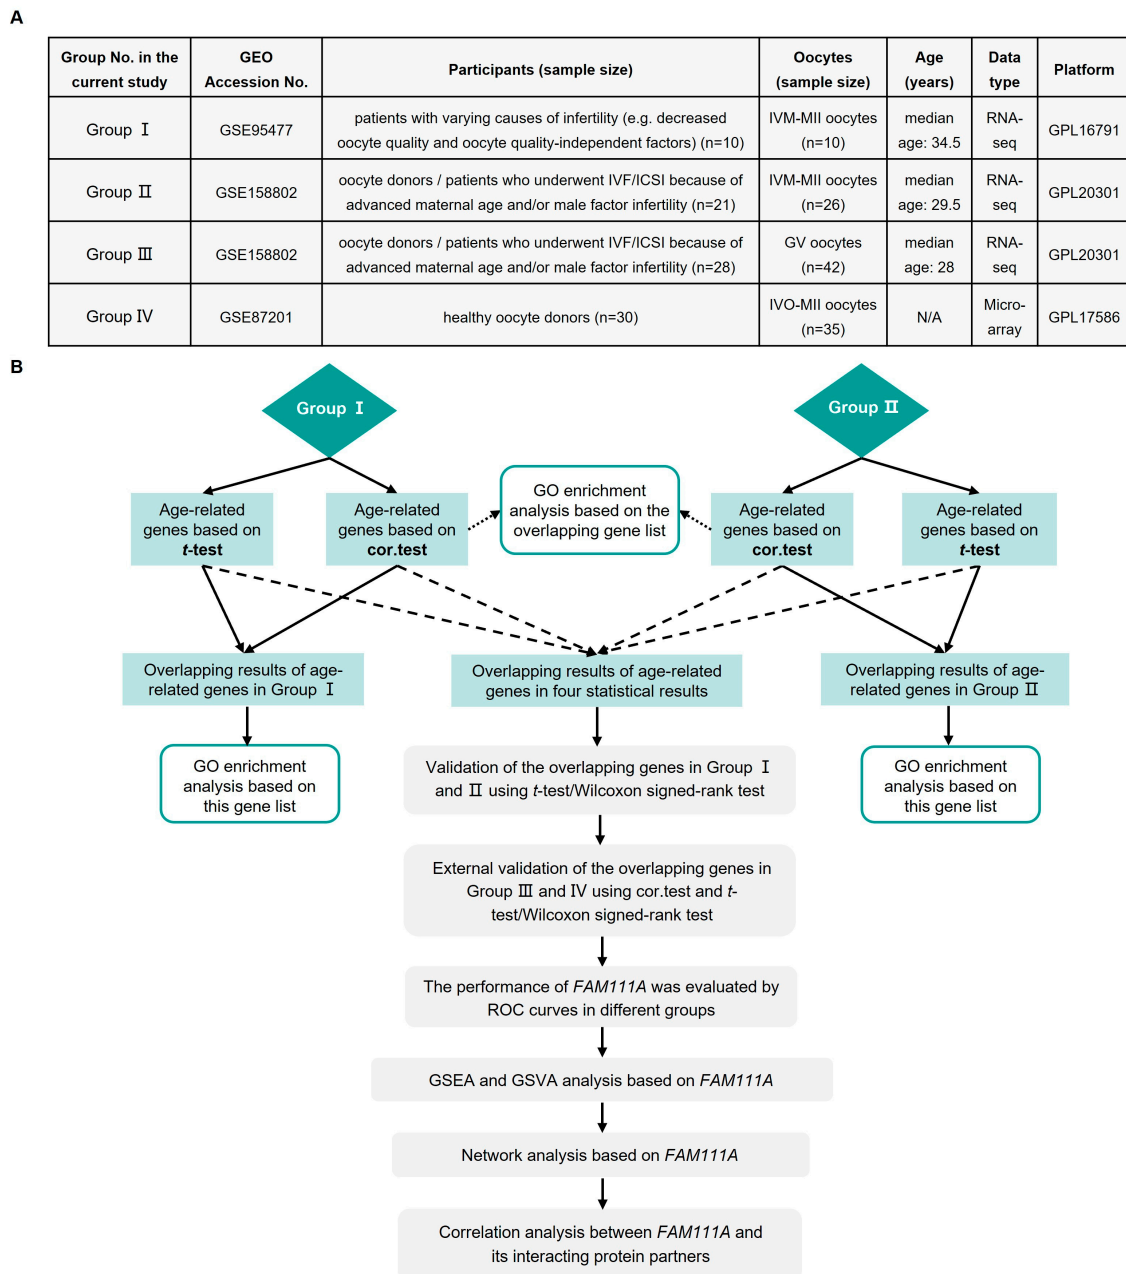 A
Group No. in the
current study
GEO
Accession No.
Participants (sample size)
Oocytes
(sample size)
Age
(years)
Data
type
Platform
Group Ⅰ
GSE95477
patients with varying causes of infertility (e.g. decreased
oocyte quality and oocyte quality-independent factors) (n=10)
IVM-MII oocytes
(n=10)
median
age: 34.5
RNA-
seq
GPL16791
Group Ⅱ
GSE158802
oocyte donors / patients who underwent IVF/ICSI because of
advanced maternal age and/or male factor infertility (n=21)
IVM-MII oocytes
(n=26)
median
age: 29.5
RNA-
seq
GPL20301
Group Ⅲ
GSE158802
oocyte donors / patients who underwent IVF/ICSI because of
advanced maternal age and/or male factor infertility (n=28)
GV oocytes
(n=42)
median
age: 28
RNA-
seq
GPL20301
Group Ⅳ
GSE87201
healthy oocyte donors (n=30)
IVO-MII oocytes
(n=35)
N/A
Micro-
array
GPL17586
B
Group Ⅰ
Group Ⅱ
Age-related
genes based on
t-test
Age-related
genes based on
cor.test
GO enrichment
analysis based on the
overlapping gene list
Age-related
genes based on
cor.test
Age-related
genes based on
t-test
Overlapping results of age-
related genes in Group Ⅰ
Overlapping results of age-related
genes in four statistical results
Overlapping results of age-
related genes in Group Ⅱ
GO enrichment
analysis based on
this gene list
Validation of the overlapping genes in Group Ⅰ
and Ⅱ using t-test/Wilcoxon signed-rank test
GO enrichment
analysis based on
this gene list
External validation of the overlapping genes in
Group Ⅲ and Ⅳ using cor.test and t-
test/Wilcoxon signed-rank test
The performance of FAM111A was evaluated by
ROC curves in different groups
GSEA and GSVA analysis based on FAM111A
Network analysis based on FAM111A
Correlation analysis between FAM111A and
its interacting protein partners